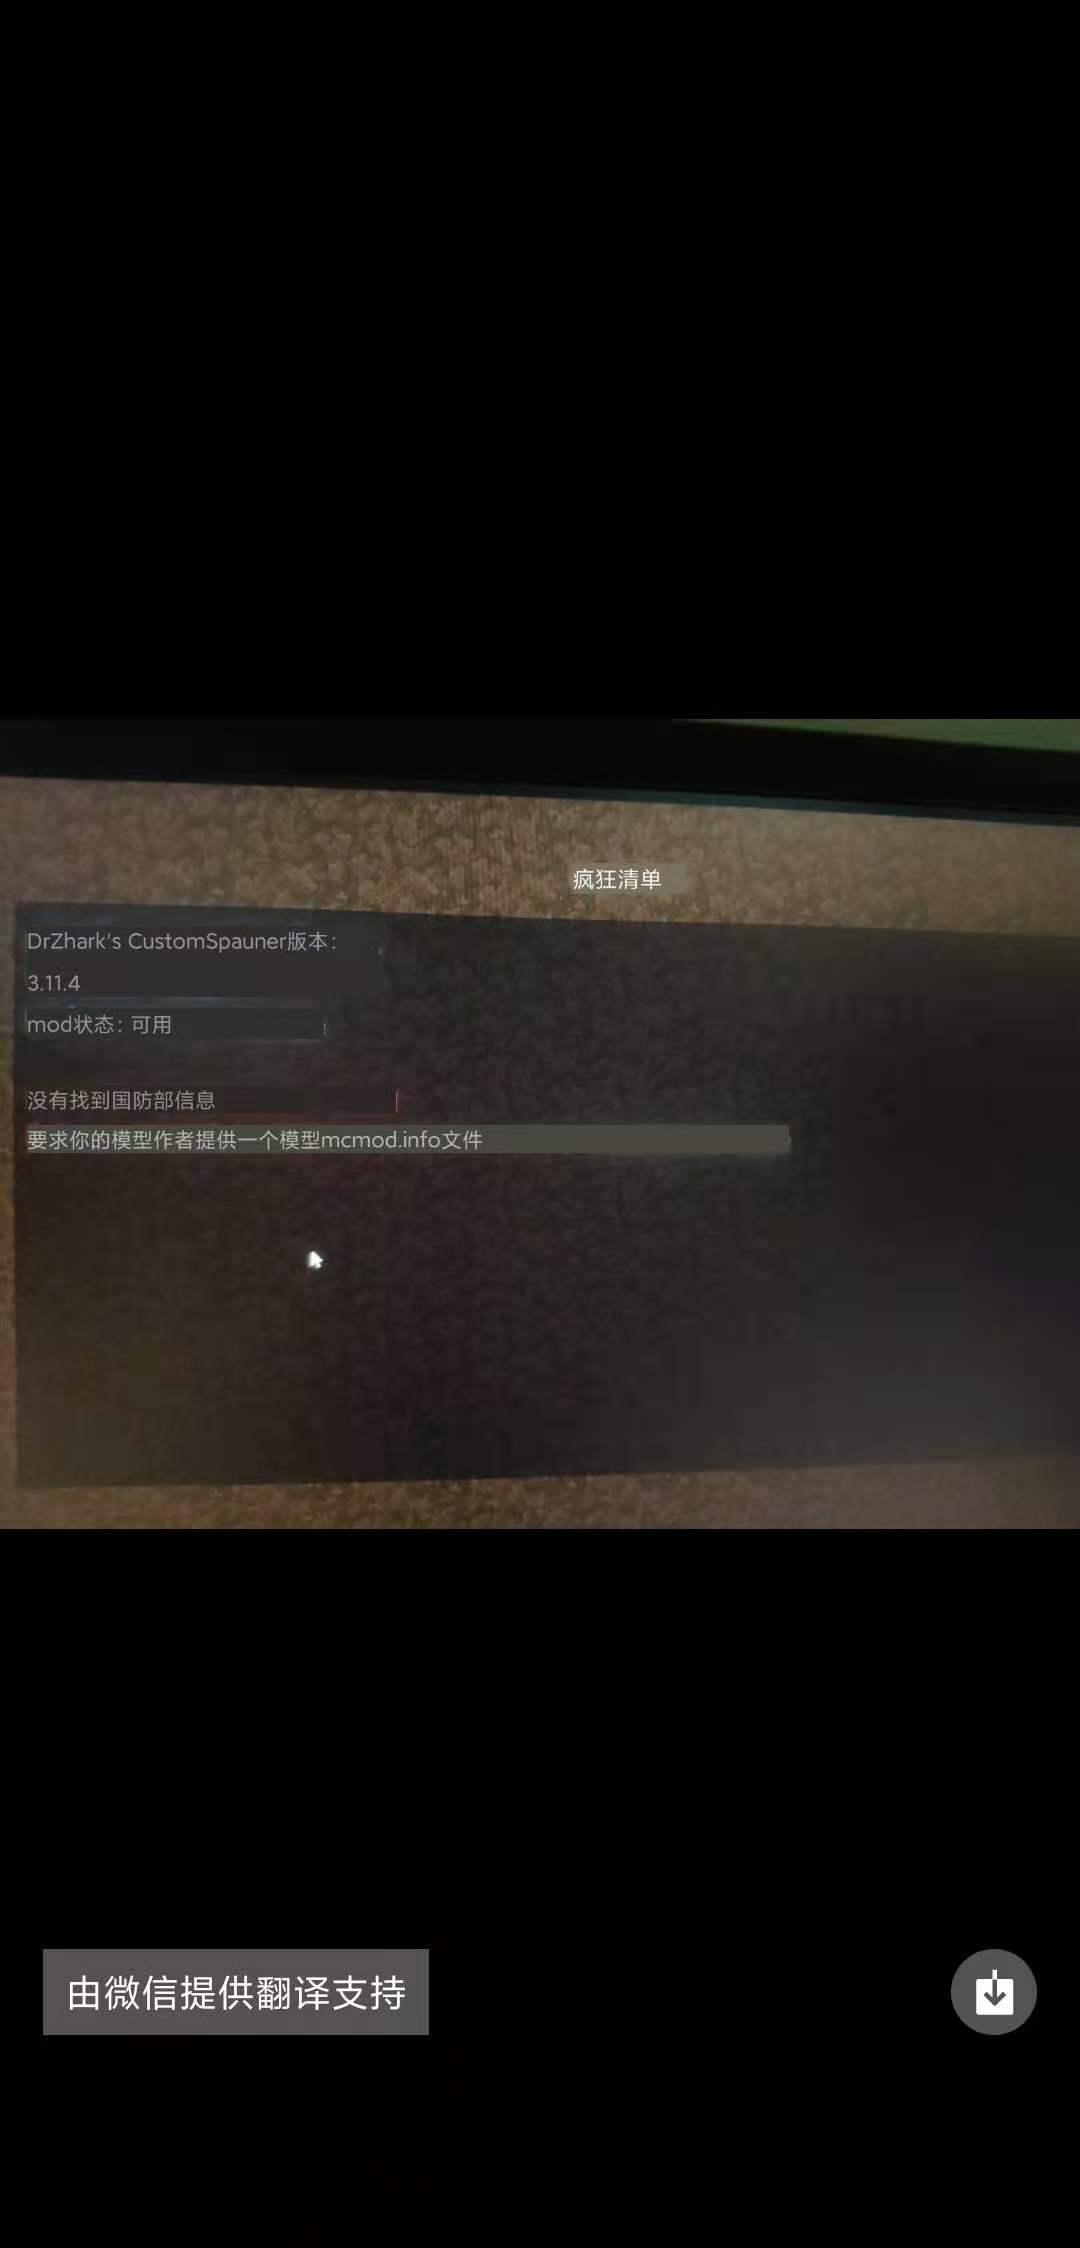 疯狂清单
DrZhark's CustomSpauner版本：
3.11.4
mod状态：可用
没有找到国防部信息
要求你的模型作者提供一个模型mcmod.info文件
由微信提供翻译支持